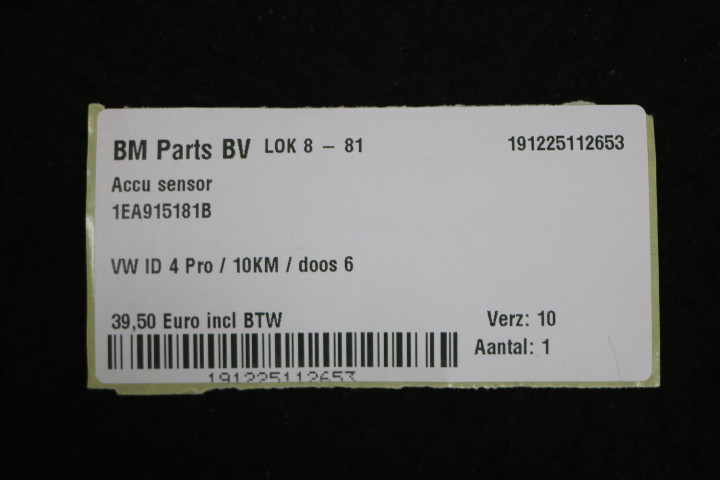 BM Parts BV LOK 8 – 81 191225112653
Accu sensor
1EA915181B
VW ID 4 Pro / 10KM / doos 6
39,50 Euro incl BTW Verz: 10
Aantal: 1
191225112653